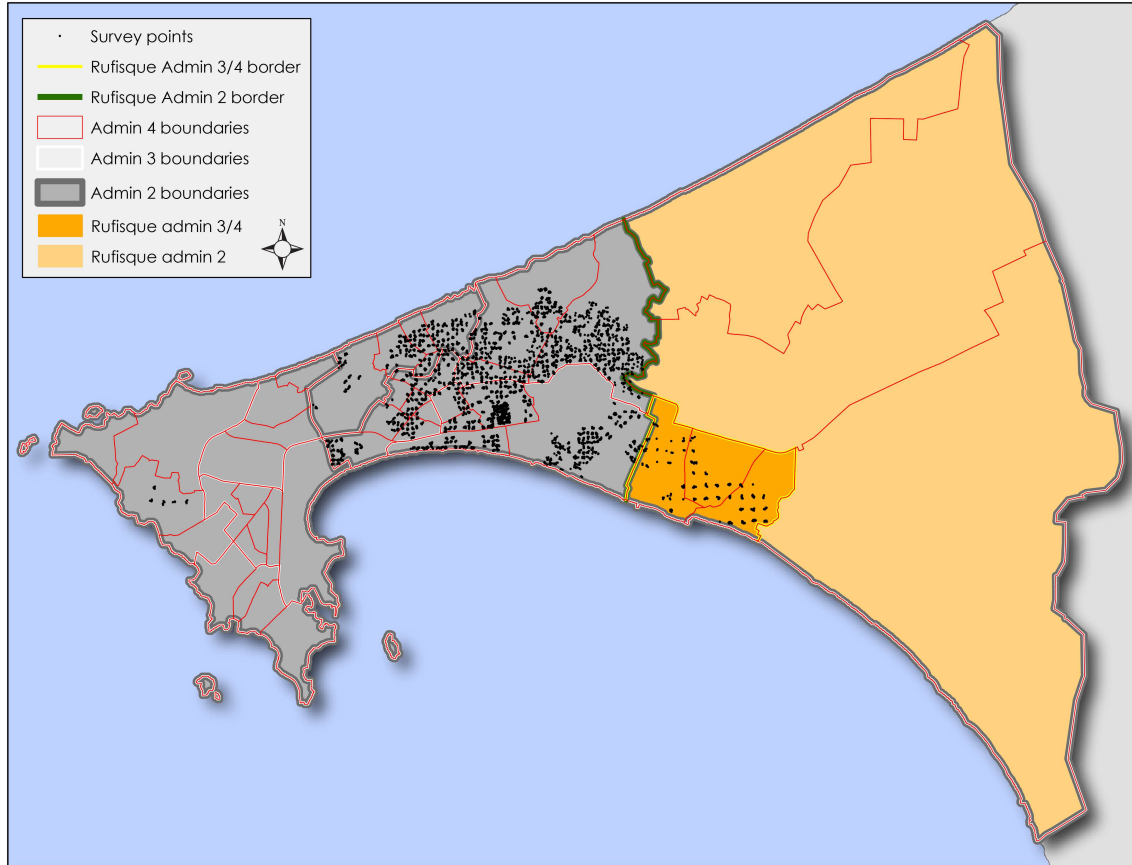 Survey points
Rufisque Admin 3/4 border
Rufisque Admin 2 border
Admin 4 boundaries
Admin 3 boundaries
Admin 2 boundaries
Rufisque admin 3/4
N
Rufisque admin 2